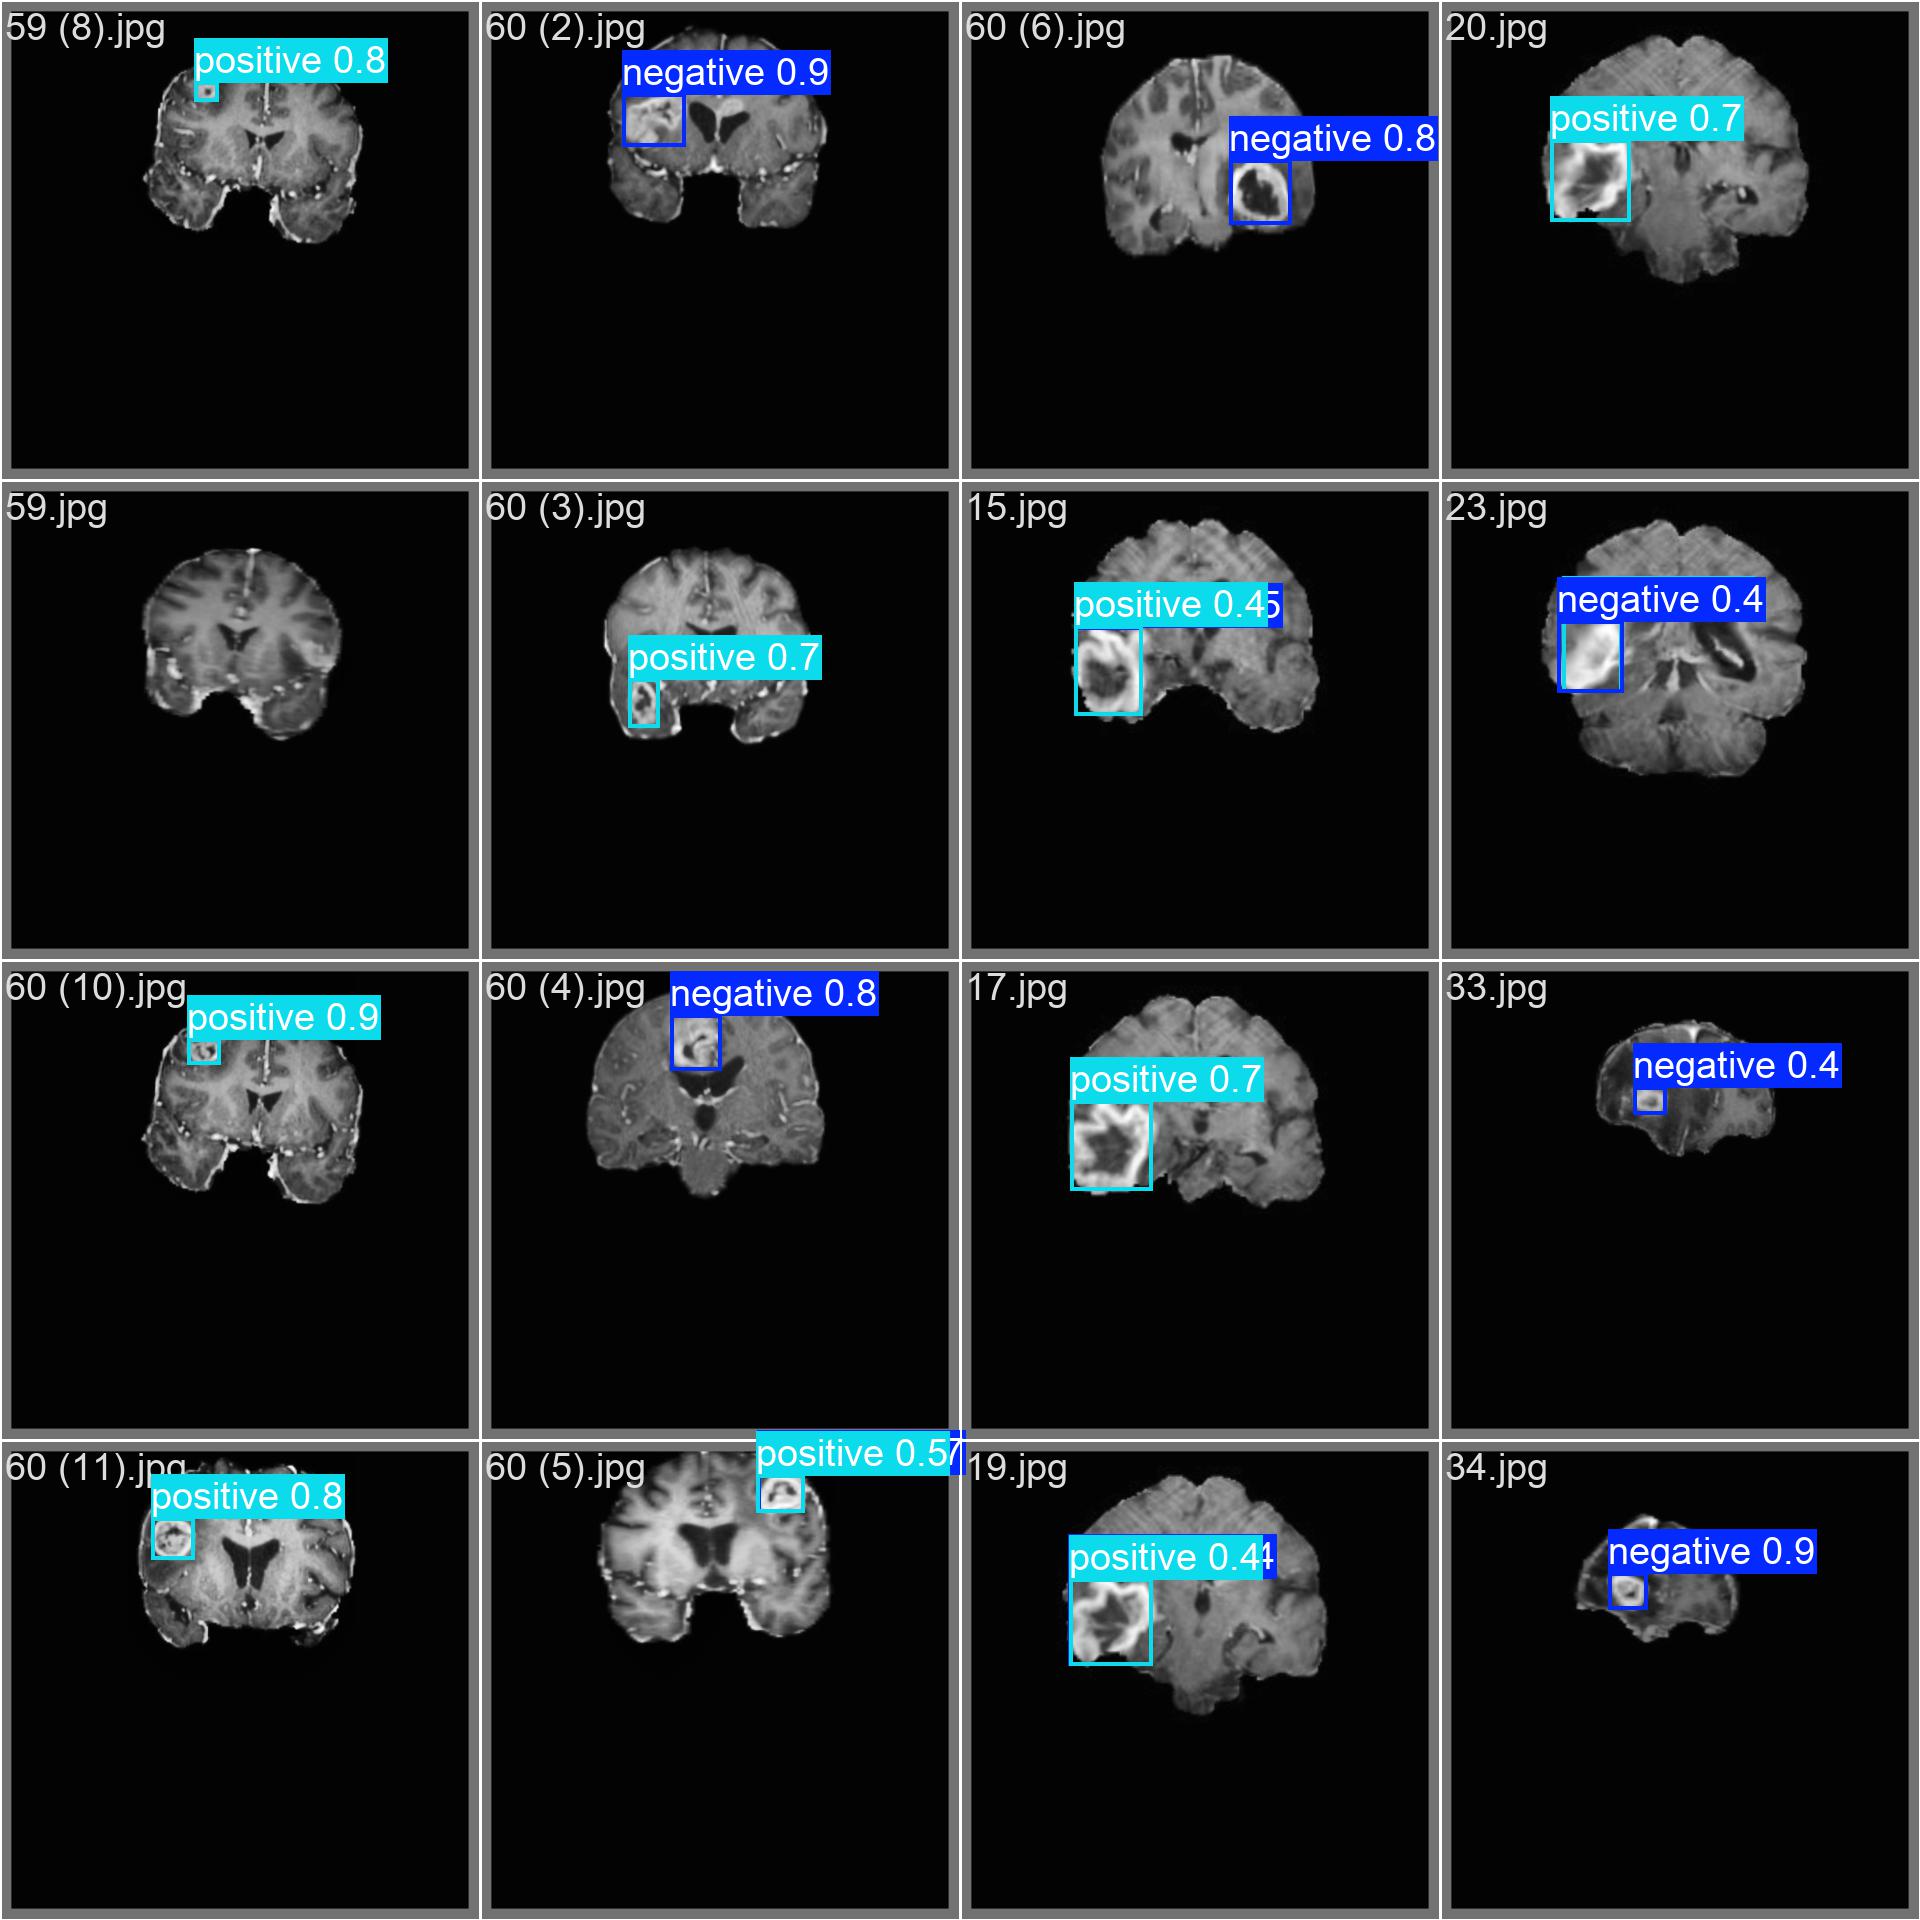 59 (8).jpg
positive 0.8
60 (2).jpg
negative 0.9
60 (6).jpg
negative 0.8
20.jpg
positive 0.7
59.jpg
60 (3).jpg
positive 0.7
15.jpg
positive 0.45
23.jpg
negative 0.4
60 (10).jpg
positive 0.9
60 (4).jpg
negative 0.8
17.jpg
positive 0.7
33.jpg
negative 0.4
60 (11).jpg
positive 0.8
60 (5).jpg
positive 0.57
19.jpg
positive 0.44
34.jpg
negative 0.9